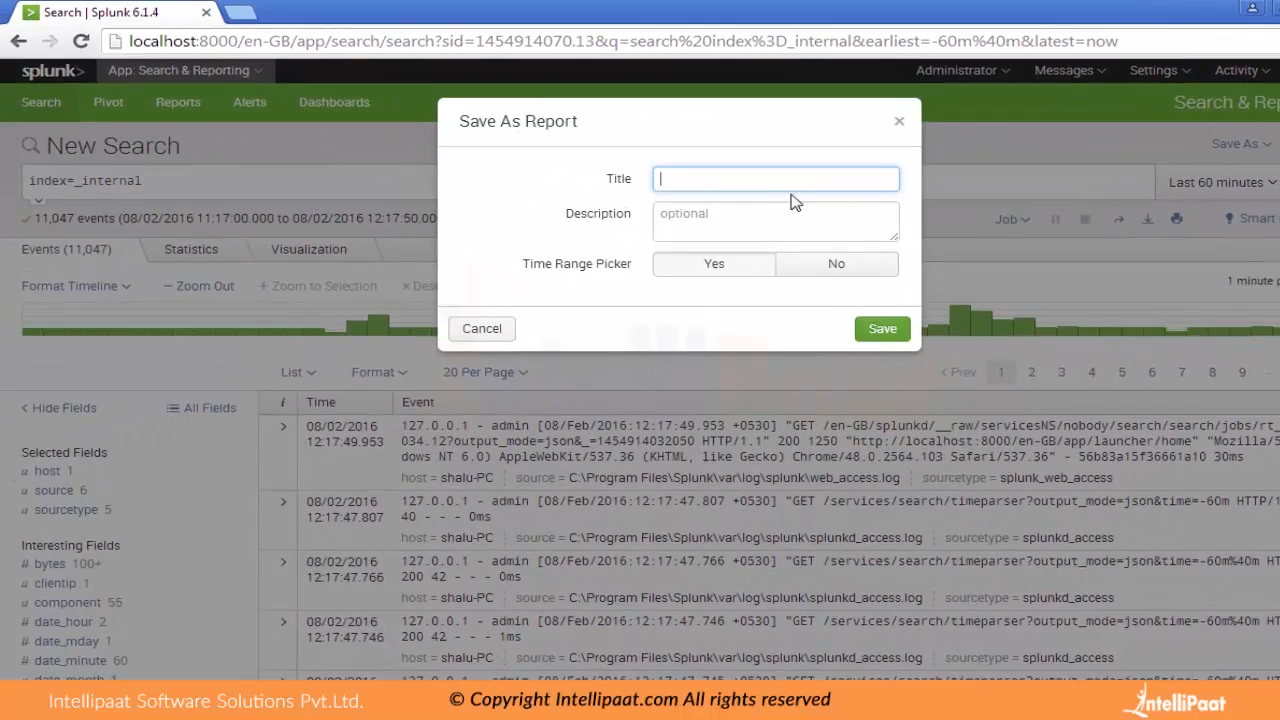 Search | Splunk 6.1.4
localhost:8000/en-GB/app/search/search?sid=1454914070.13&q=search%20index%3D_internal&earliest=-60m%40m&latest=now
splunk> App: Search & Reporting Administrator Messages Settings Activity
Search Pivot Reports Alerts Dashboards Search & Re
Save As Report
New Search Save As
Title
index=_internal Last 60 minutes
11,047 events (08/02/2016 11:17:00.000 to 08/02/2016 12:17:50.00 Job Smart
Description optional
Events (11,047) Statistics Visualization
Time Range Picker Yes No
Format Timeline — Zoom Out + Zoom to Selection × Des 1 minute p
Cancel Save
List Format 20 Per Page < Prev 1 2 3 4 5 6 7 8 9
< Hide Fields All Fields
i Time Event
Selected Fields
a host 1
a source 6
a sourcetype 5
Interesting Fields
# bytes 100+
a clientip 1
a component 55
# date_hour 2
# date_mday 1
# date_minute 60
08/02/2016
12:17:49.953
127.0.0.1 - admin [08/Feb/2016:12:17:49.953 +0530] "GET /en-GB/splunkd/__raw/servicesNS/nobody/search/search/jobs/rt_
034.12?output_mode=json&_=1454914032050 HTTP/1.1" 200 1250 "http://localhost:8000/en-GB/app/launcher/home" "Mozilla/5
dows NT 6.0) AppleWebKit/537.36 (KHTML, like Gecko) Chrome/48.0.2564.103 Safari/537.36" - 56b83a15f36661a10 30ms
host = shalu-PC source = C:\Program Files\Splunk\var\log\splunk\web_access.log sourcetype = splunk_web_access
08/02/2016
12:17:47.807
127.0.0.1 - admin [08/Feb/2016:12:17:47.807 +0530] "GET /services/search/timeparser?output_mode=json&time=-60m HTTP/1
40 - - - 0ms
host = shalu-PC source = C:\Program Files\Splunk\var\log\splunk\splunkd_access.log sourcetype = splunkd_access
08/02/2016
12:17:47.766
127.0.0.1 - admin [08/Feb/2016:12:17:47.766 +0530] "GET /services/search/timeparser?output_mode=json&time=-60m%40m HT
200 42 - - - 0ms
host = shalu-PC source = C:\Program Files\Splunk\var\log\splunk\splunkd_access.log sourcetype = splunkd_access
08/02/2016
12:17:47.746
127.0.0.1 - admin [08/Feb/2016:12:17:47.746 +0530] "GET /services/search/timeparser?output_mode=json&time=-60m%40m HT
200 42 - - - 1ms
host = shalu-PC source = C:\Program Files\Splunk\var\log\splunk\splunkd_access.log sourcetype = splunkd_access
Intellipaat Software Solutions Pvt.Ltd. © Copyright Intellipaat.com All rights reserved IntelliPaat